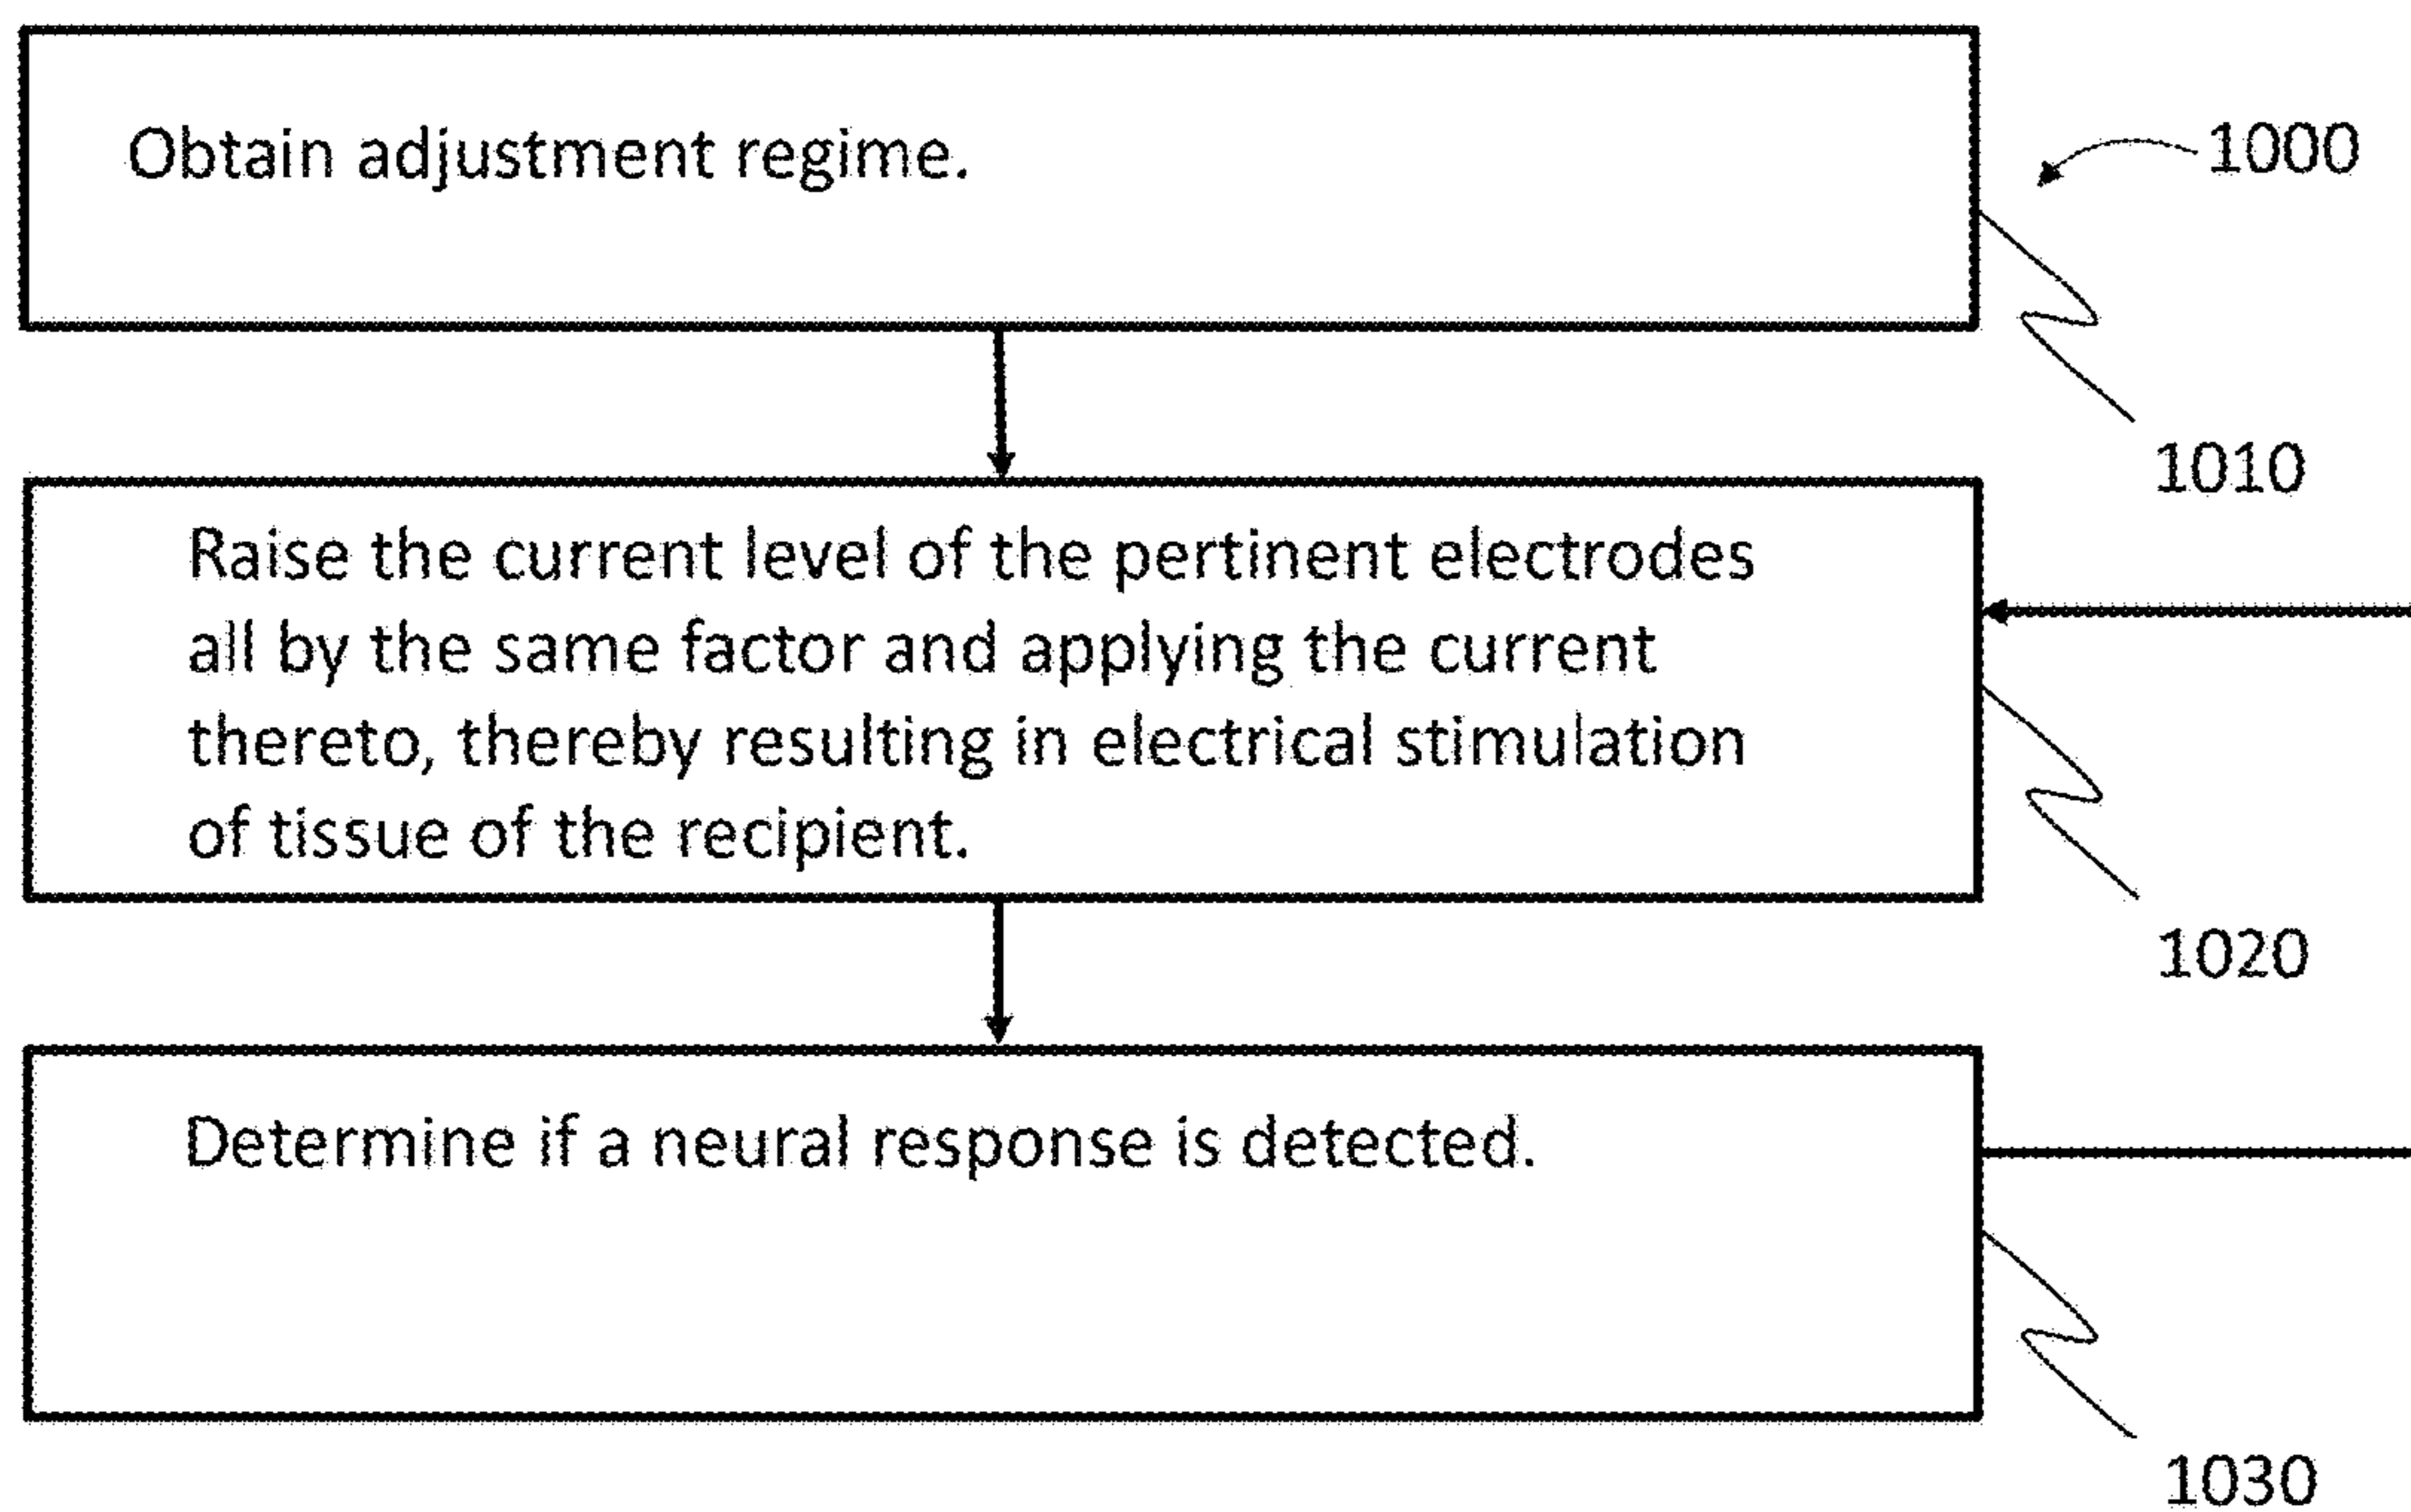 Obtain adjustment regime.
1000
1010
Raise the current level of the pertinent electrodes
all by the same factor and applying the current
thereto, thereby resulting in electrical stimulation
of tissue of the recipient.
1020
Determine if a neural response is detected.
1030